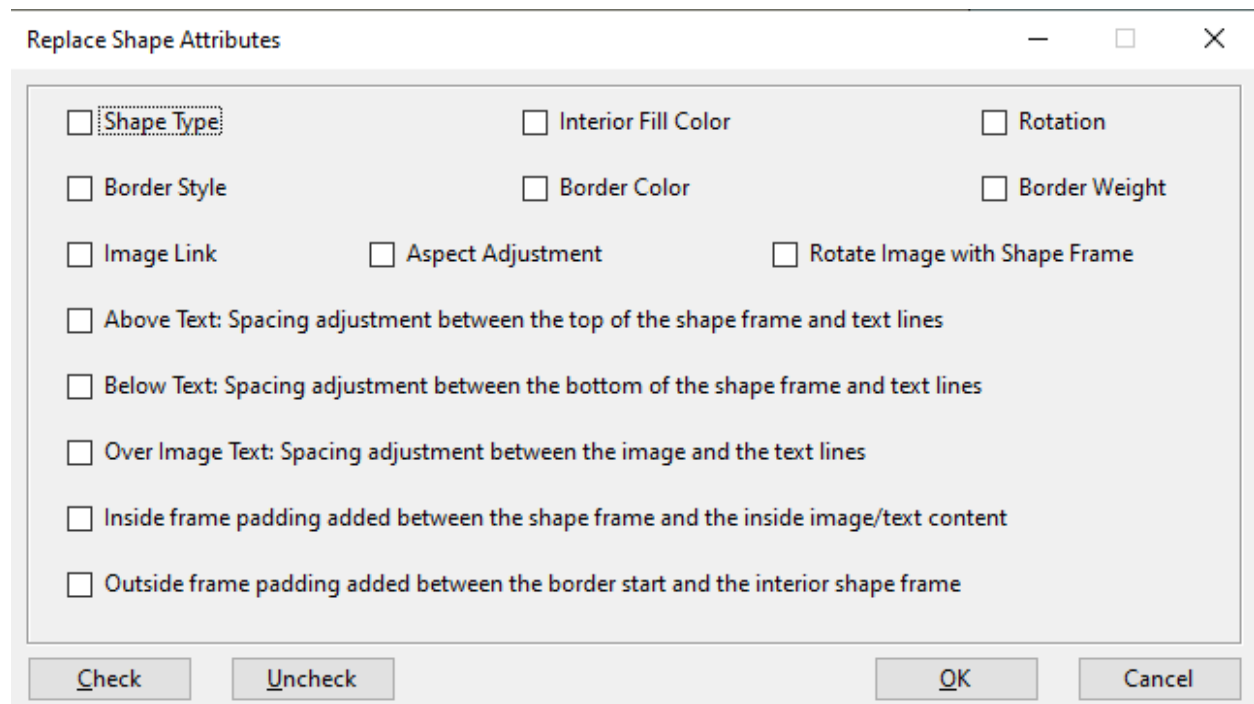 Replace Shape Attributes
Shape Type Interior Fill Color Rotation
Border Style Border Color Border Weight
Image Link Aspect Adjustment Rotate Image with Shape Frame
Above Text: Spacing adjustment between the top of the shape frame and text lines
Below Text: Spacing adjustment between the bottom of the shape frame and text lines
Over Image Text: Spacing adjustment between the image and the text lines
Inside frame padding added between the shape frame and the inside image/text content
Outside frame padding added between the border start and the interior shape frame
Check Uncheck OK Cancel